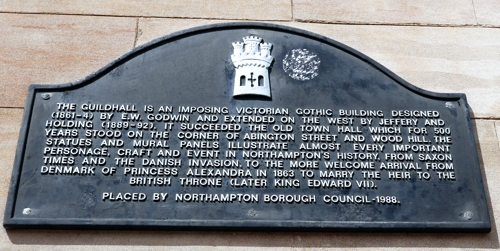 THE GUILDHALL IS AN IMPOSING VICTORIAN GOTHIC BUILDING DESIGNED
(1861-4) BY E.W. GODWIN AND EXTENDED ON THE WEST BY JEFFERY AND
HOLDING (1889-92). IT SUCCEEDED THE OLD TOWN HALL WHICH FOR 500
YEARS STOOD ON THE CORNER OF ABINGTON STREET AND WOOD HILL. THE
STATUES AND MURAL PANELS ILLUSTRATE ALMOST EVERY IMPORTANT
PERSONAGE, CRAFT AND EVENT IN NORTHAMPTON'S HISTORY, FROM SAXON
TIMES AND THE DANISH INVASION, TO THE MORE WELCOME ARRIVAL FROM
DENMARK OF PRINCESS ALEXANDRA IN 1863 TO MARRY THE HEIR TO THE
BRITISH THRONE (LATER KING EDWARD VII).
PLACED BY NORTHAMPTON BOROUGH COUNCIL-1988.